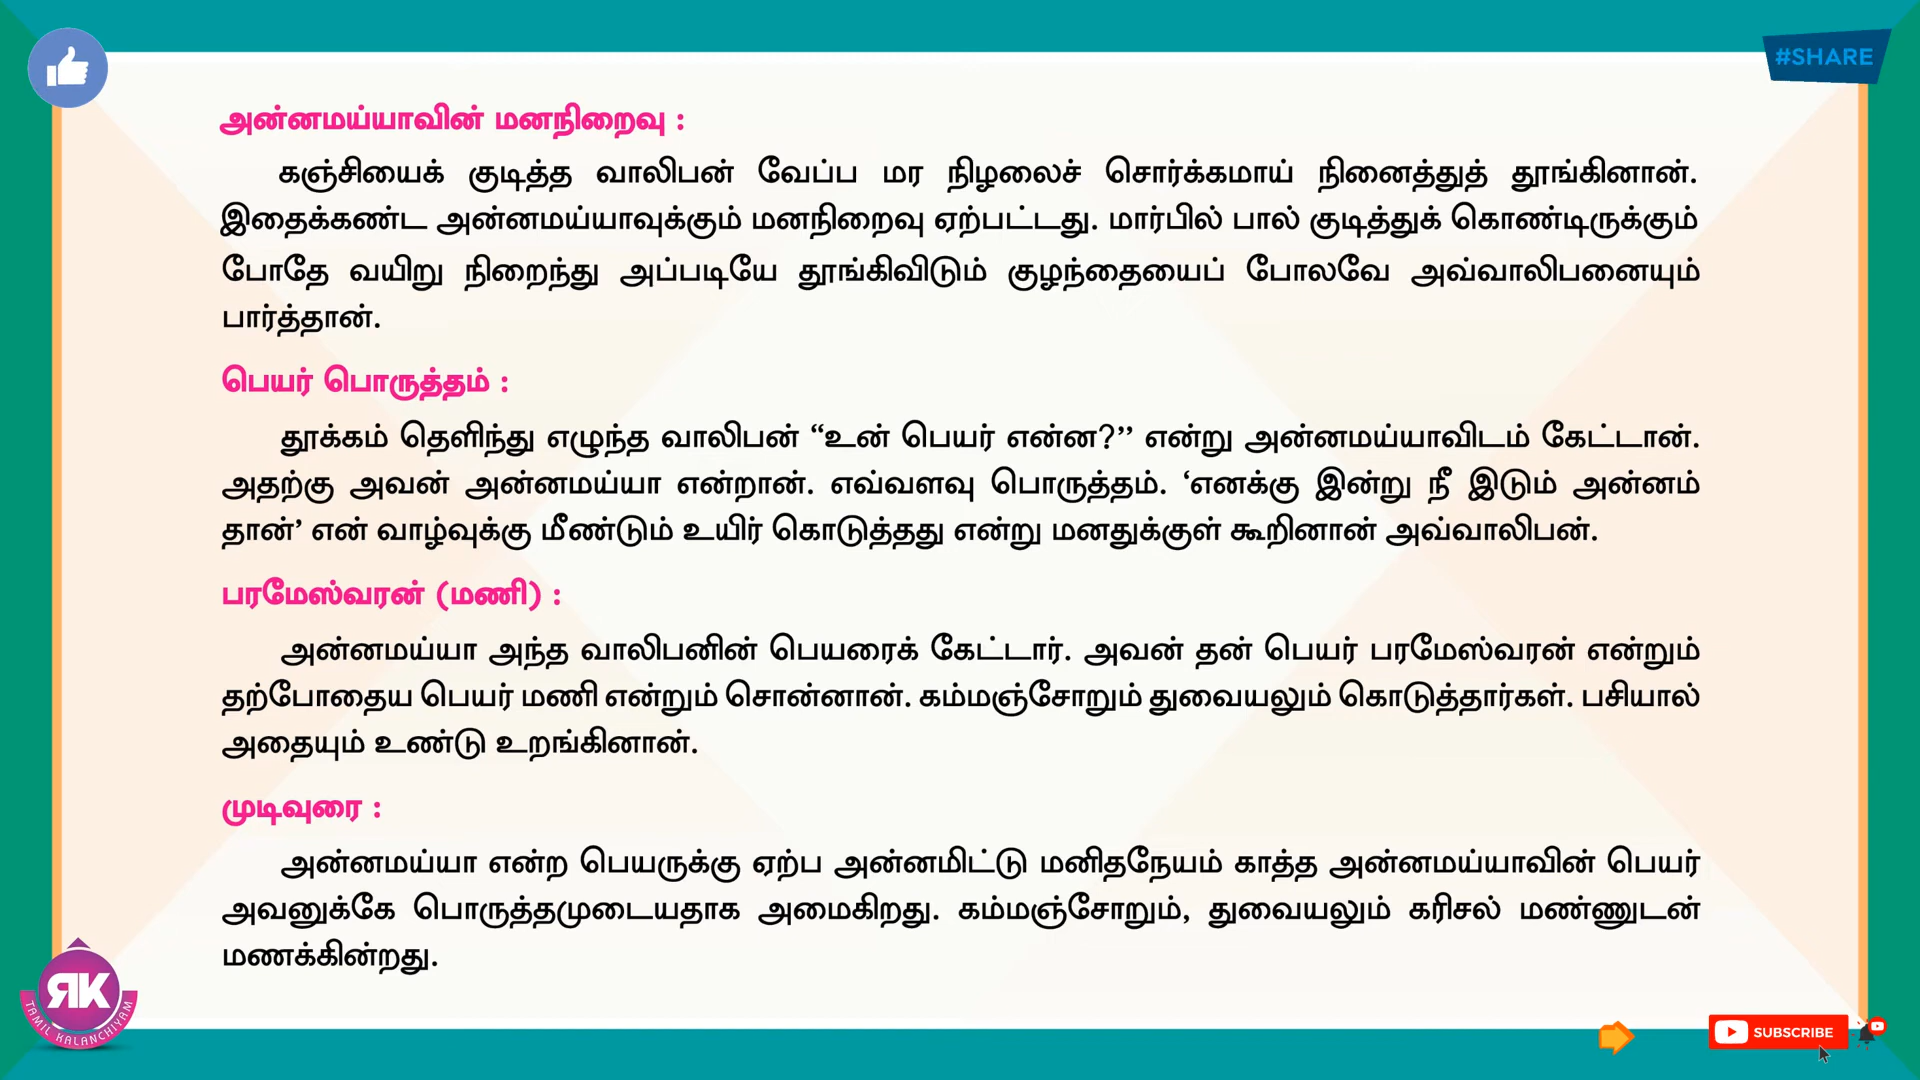 #SHARE
அன்னமய்யாவின் மனநிறைவு :
கஞ்சியைக் குடித்த வாலிபன் வேப்ப மர நிழலைச் சொர்க்கமாய் நினைத்துத் தூங்கினான்.
இதைக்கண்ட அன்னமய்யாவுக்கும் மனநிறைவு ஏற்பட்டது. மார்பில் பால் குடித்துக் கொண்டிருக்கும்
போதே வயிறு நிறைந்து அப்படியே தூங்கிவிடும் குழந்தையைப் போலவே அவ்வாலிபனையும்
பார்த்தான்.
பெயர் பொருத்தம் :
தூக்கம் தெளிந்து எழுந்த வாலிபன் “உன் பெயர் என்ன?’’ என்று அன்னமய்யாவிடம் கேட்டான்.
அதற்கு அவன் அன்னமய்யா என்றான். எவ்வளவு பொருத்தம். ‘எனக்கு இன்று நீ இடும் அன்னம்
தான்’ என் வாழ்வுக்கு மீண்டும் உயிர் கொடுத்தது என்று மனதுக்குள் கூறினான் அவ்வாலிபன்.
பரமேஸ்வரன் (மணி) :
அன்னமய்யா அந்த வாலிபனின் பெயரைக் கேட்டார். அவன் தன் பெயர் பரமேஸ்வரன் என்றும்
தற்போதைய பெயர் மணி என்றும் சொன்னான். கம்மஞ்சோறும் துவையலும் கொடுத்தார்கள். பசியால்
அதையும் உண்டு உறங்கினான்.
முடிவுரை :
அன்னமய்யா என்ற பெயருக்கு ஏற்ப அன்னமிட்டு மனிதநேயம் காத்த அன்னமய்யாவின் பெயர்
அவனுக்கே பொருத்தமுடையதாக அமைகிறது. கம்மஞ்சோறும், துவையலும் கரிசல் மண்ணுடன்
மணக்கின்றது.
RK
TAMIL KALANCHIYAM
SUBSCRIBE